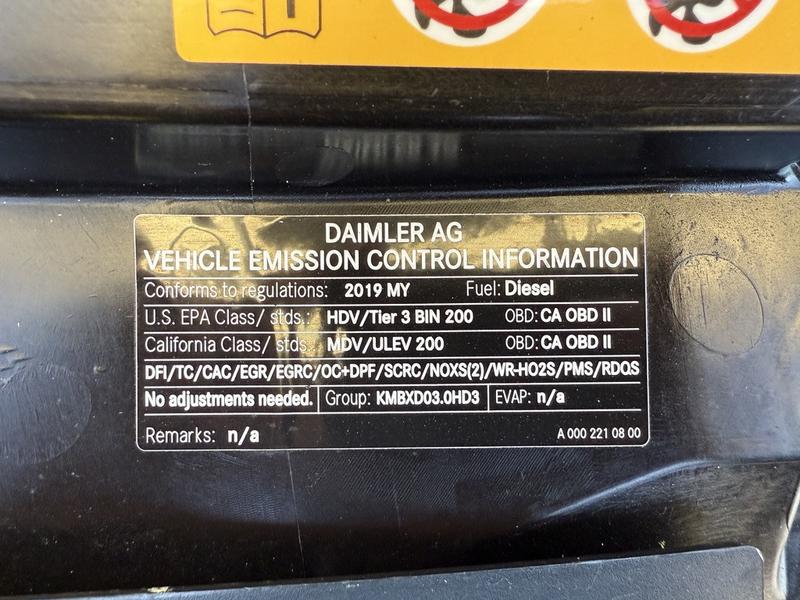 DAIMLER AG
VEHICLE EMISSION CONTROL INFORMATION
Conforms to regulations: 2019 MY Fuel: Diesel
U.S. EPA Class/ stds.: HDV/Tier 3 BIN 200 OBD: CA OBD II
California Class/ stds.: MDV/ULEV 200 OBD: CA OBD II
DFI/TC/CAC/EGR/EGRC/OC+DPF/SCRC/NOXS(2)/WR-HO2S/PMS/RDQS
No adjustments needed. Group: KMBXD03.0HD3 EVAP: n/a
Remarks: n/a A 000 221 08 00